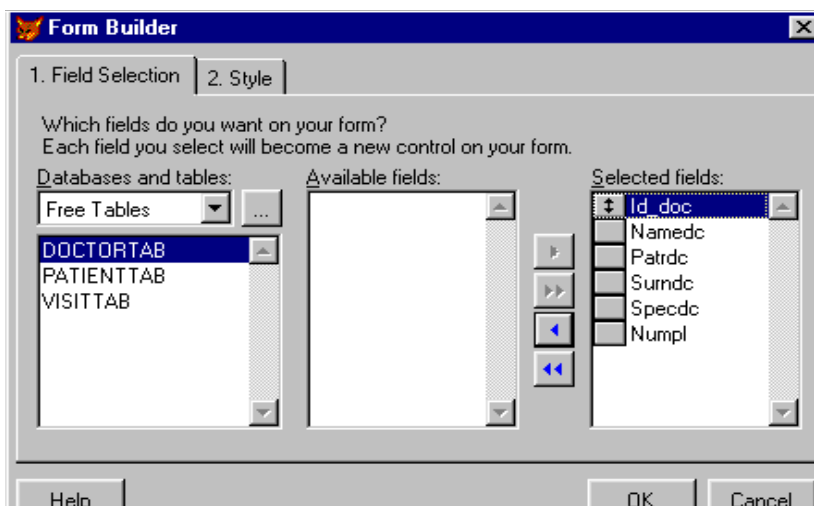 Form Builder
1. Field Selection
2. Style
Which fields do you want on your form?
Each field you select will become a new control on your form.
Databases and tables:
Available fields:
Selected fields:
Free Tables
...
DOCTORTAB
PATIENTTAB
VISITTAB
Id_doc
Namedc
Patrdc
Surndc
Specdc
Numpl
Help
OK
Cancel